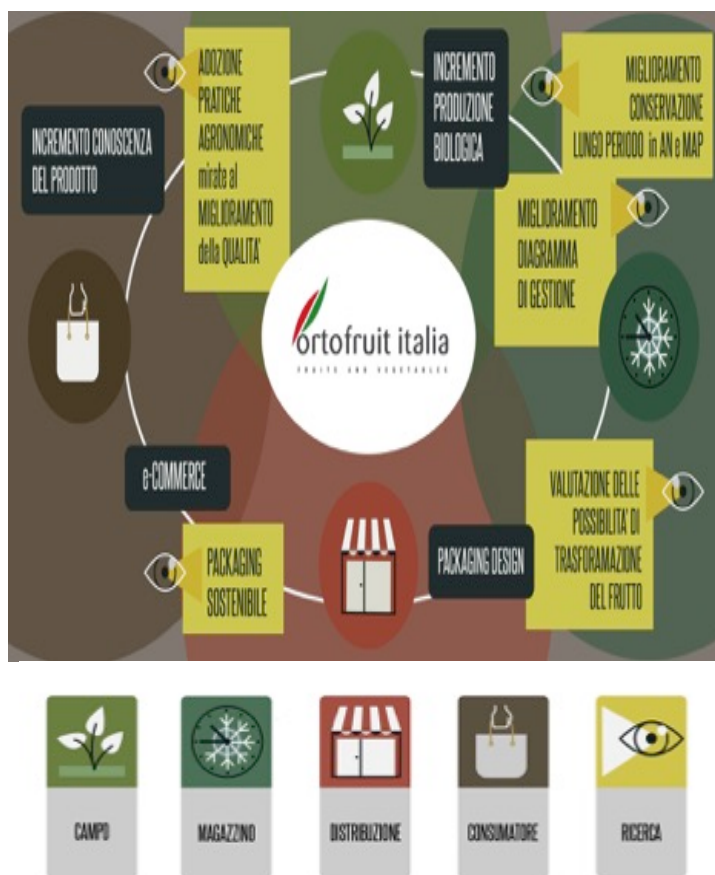 ADOZIONE
PRATICHE
AGRONOMICHE
mirate al
MIGLIORAMENTO
della QUALITA'
INCREMENTO
PRODUZIONE
BIOLOGICA
MIGLIORAMENTO
CONSERVAZIONE
LUNGO PERIODO in AN e MAP
INCREMENTO CONOSCENZA
DEL PRODOTTO
MIGLIORAMENTO
DIAGRAMMA
DI GESTIONE
ortofruit italia
FRUITS AND VEGETABLES
e-COMMERCE
VALUTAZIONE DELLE
POSSIBILITA' DI
TRASFORAMAZIONE
DEL FRUTTO
PACKAGING DESIGN
PACKAGING
SOSTENIBILE
CAMPO
MAGAZZINO
DISTRIBUZIONE
CONSUMATORE
RICERCA